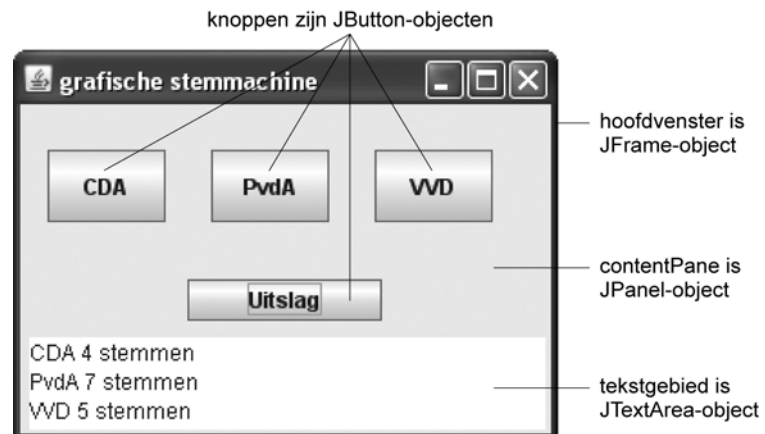 knoppen zijn JButton-objecten
grafische stemmachine
hoofdvenster is
JFrame-object
CDA PvdA VVD
contentPane is
JPanel-object
Uitslag
CDA 4 stemmen
PvdA 7 stemmen
VVD 5 stemmen
tekstgebied is
JTextArea-object